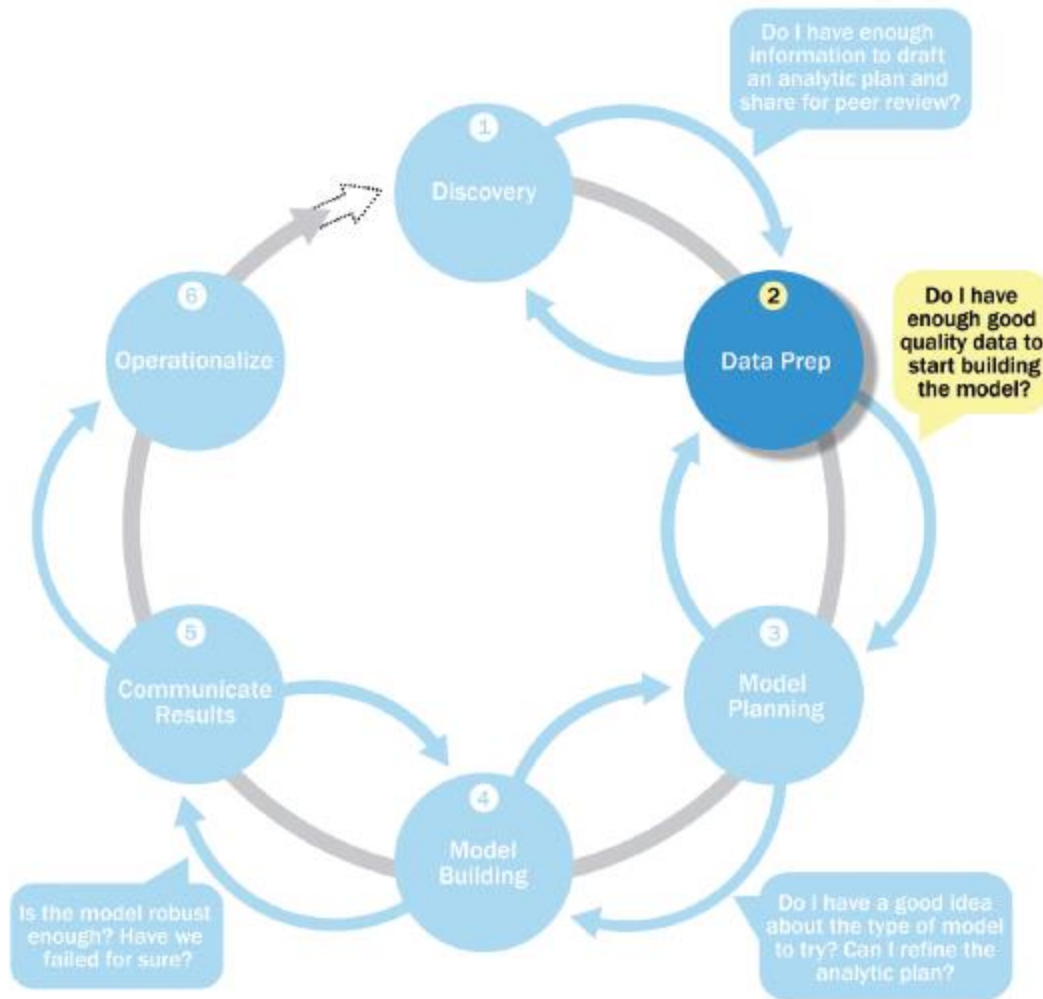 Do I have enough
information to draft
an analytic plan and
share for peer review?
1
Discovery
6
Operationalize
2
Data Prep
Do I have
enough good
quality data to
start building
the model?
5
Communicate
Results
3
Model
Planning
4
Model
Building
Is the model robust
enough? Have we
failed for sure?
Do I have a good idea
about the type of model
to try? Can I refine the
analytic plan?